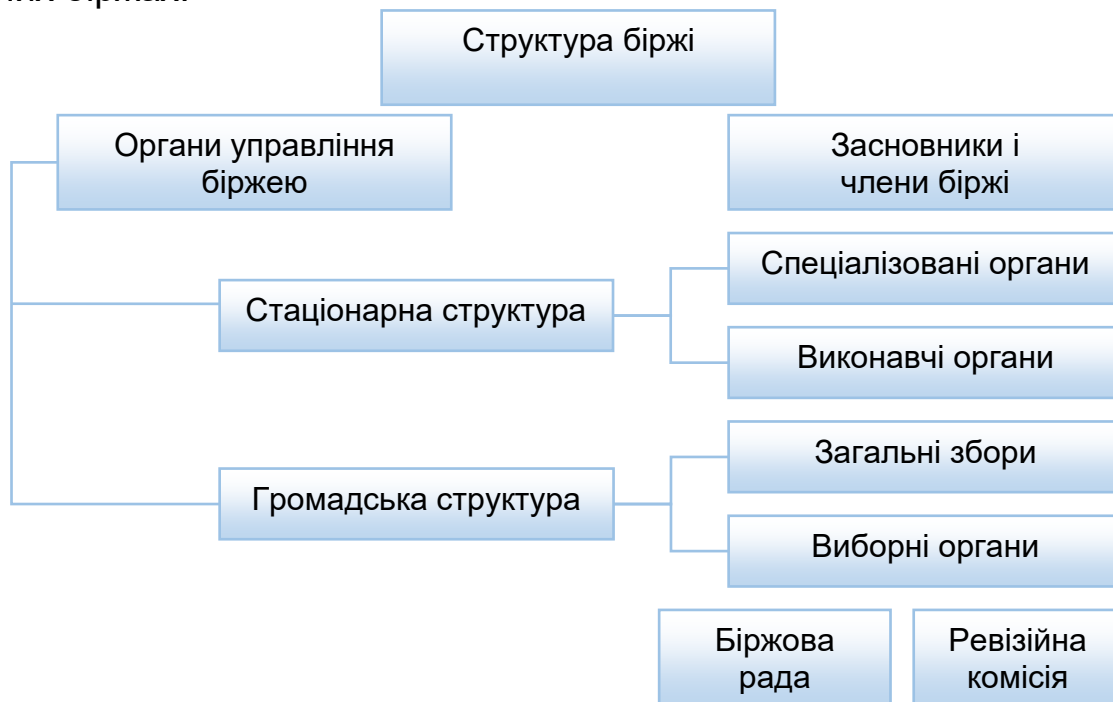 Структура біржі
Органи управління
біржею
Засновники і
члени біржі
Спеціалізовані органи
Стаціонарна структура
Виконавчі органи
Загальні збори
Громадська структура
Виборні органи
Біржова
рада
Ревізійна
комісія